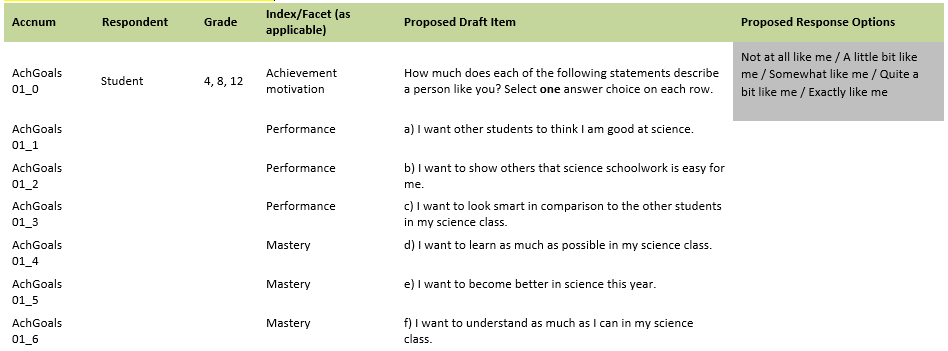 Accnum Respondent Grade Index/Facet (as applicable) Proposed Draft Item Proposed Response Options
AchGoals 01_0 Student 4, 8, 12 Achievement motivation How much does each of the following statements describe a person like you? Select one answer choice on each row. Not at all like me / A little bit like me / Somewhat like me / Quite a bit like me / Exactly like me
AchGoals 01_1 Performance a) I want other students to think I am good at science.
AchGoals 01_2 Performance b) I want to show others that science schoolwork is easy for me.
AchGoals 01_3 Performance c) I want to look smart in comparison to the other students in my science class.
AchGoals 01_4 Mastery d) I want to learn as much as possible in my science class.
AchGoals 01_5 Mastery e) I want to become better in science this year.
AchGoals 01_6 Mastery f) I want to understand as much as I can in my science class.